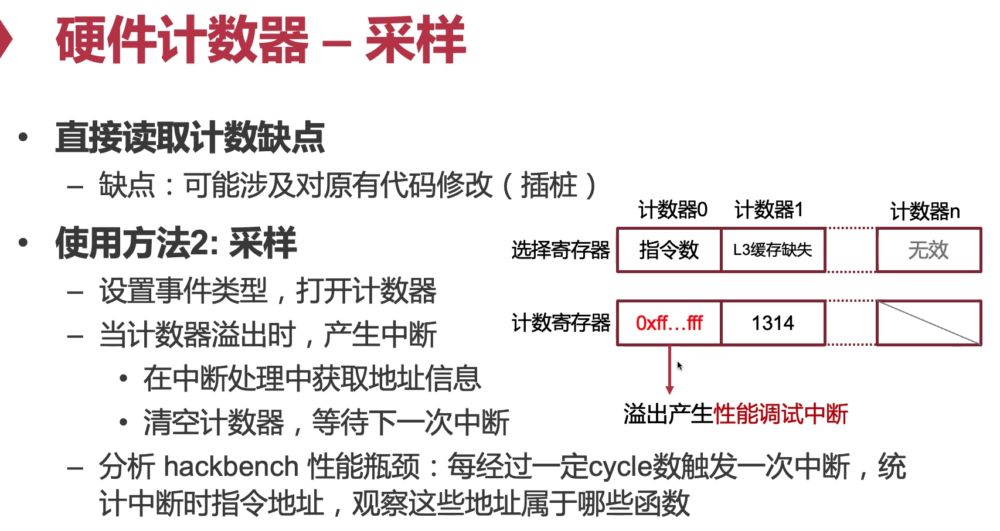 硬件计数器 – 采样
• 直接读取计数缺点
– 缺点：可能涉及对原有代码修改（插桩）
• 使用方法2: 采样
– 设置事件类型，打开计数器
– 当计数器溢出时，产生中断
• 在中断处理中获取地址信息
• 清空计数器，等待下一次中断
– 分析 hackbench 性能瓶颈：每经过一定cycle数触发一次中断，统
计中断时指令地址，观察这些地址属于哪些函数
计数器0 计数器1 计数器n
选择寄存器 指令数 L3缓存缺失 无效
计数寄存器 0xff…fff 1314
溢出产生性能调试中断